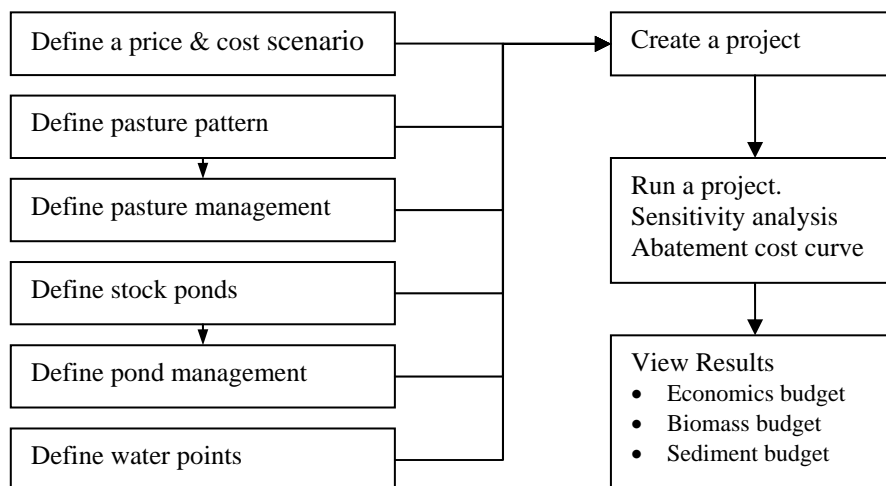 Define a price & cost scenario
Define pasture pattern
Define pasture management
Define stock ponds
Define pond management
Define water points
Create a project
Run a project.
Sensitivity analysis
Abatement cost curve
View Results
• Economics budget
• Biomass budget
• Sediment budget